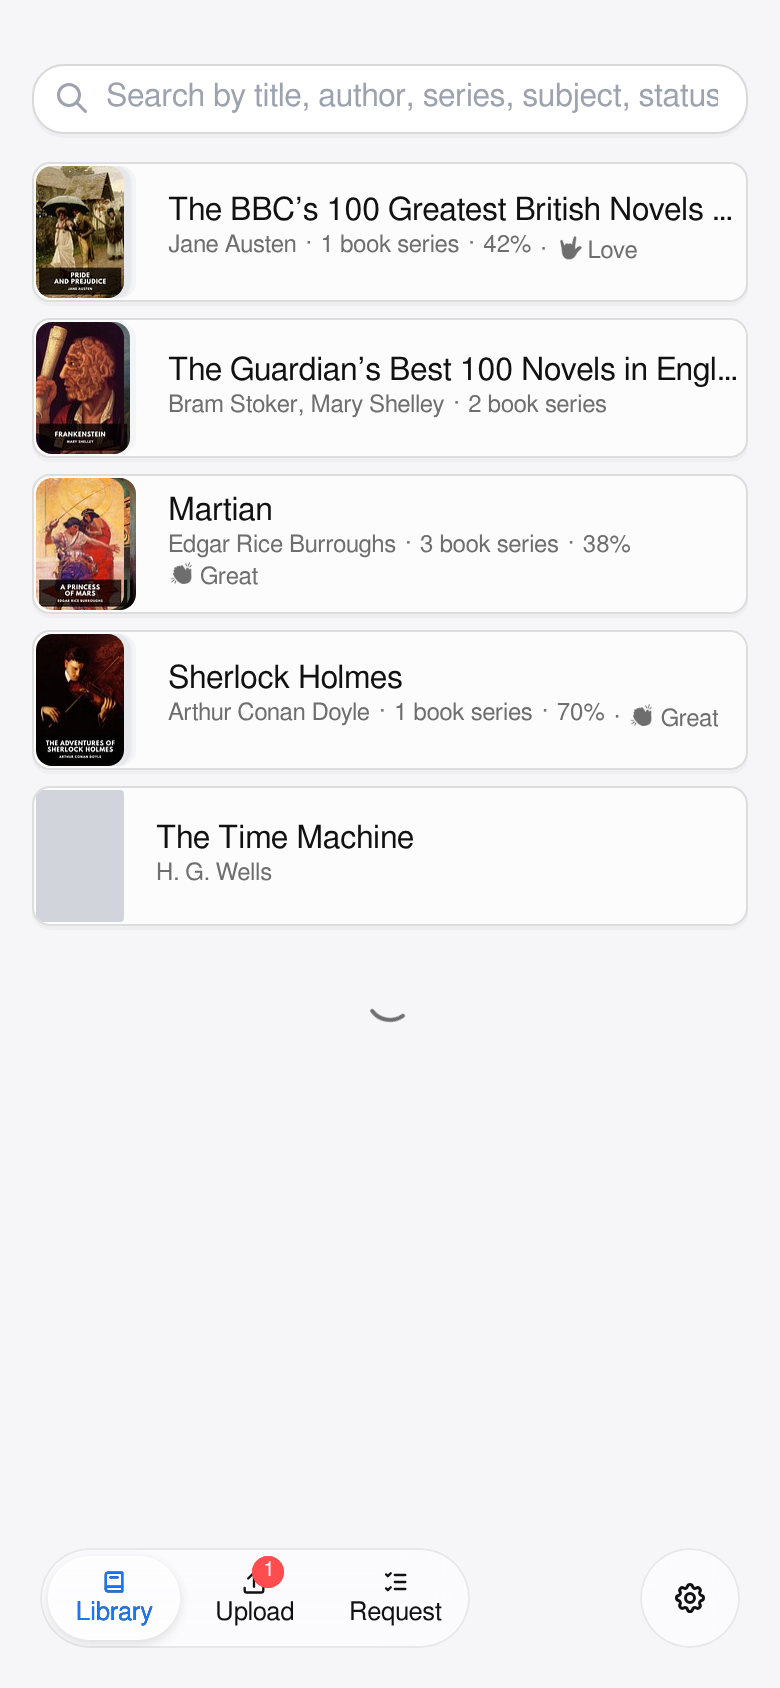 Search by title, author, series, subject, status
The BBC’s 100 Greatest British Novels ...
Jane Austen · 1 book series · 42% · Love
PRIDE
AND PREJUDICE
JANE AUSTEN
The Guardian’s Best 100 Novels in Engl...
Bram Stoker, Mary Shelley · 2 book series
FRANKENSTEIN
MARY SHELLEY
Martian
Edgar Rice Burroughs · 3 book series · 38%
Great
A PRINCESS
OF MARS
EDGAR RICE BURROUGHS
Sherlock Holmes
Arthur Conan Doyle · 1 book series · 70% · Great
THE ADVENTURES OF
SHERLOCK HOLMES
ARTHUR CONAN DOYLE
The Time Machine
H. G. Wells
1
Library Upload Request